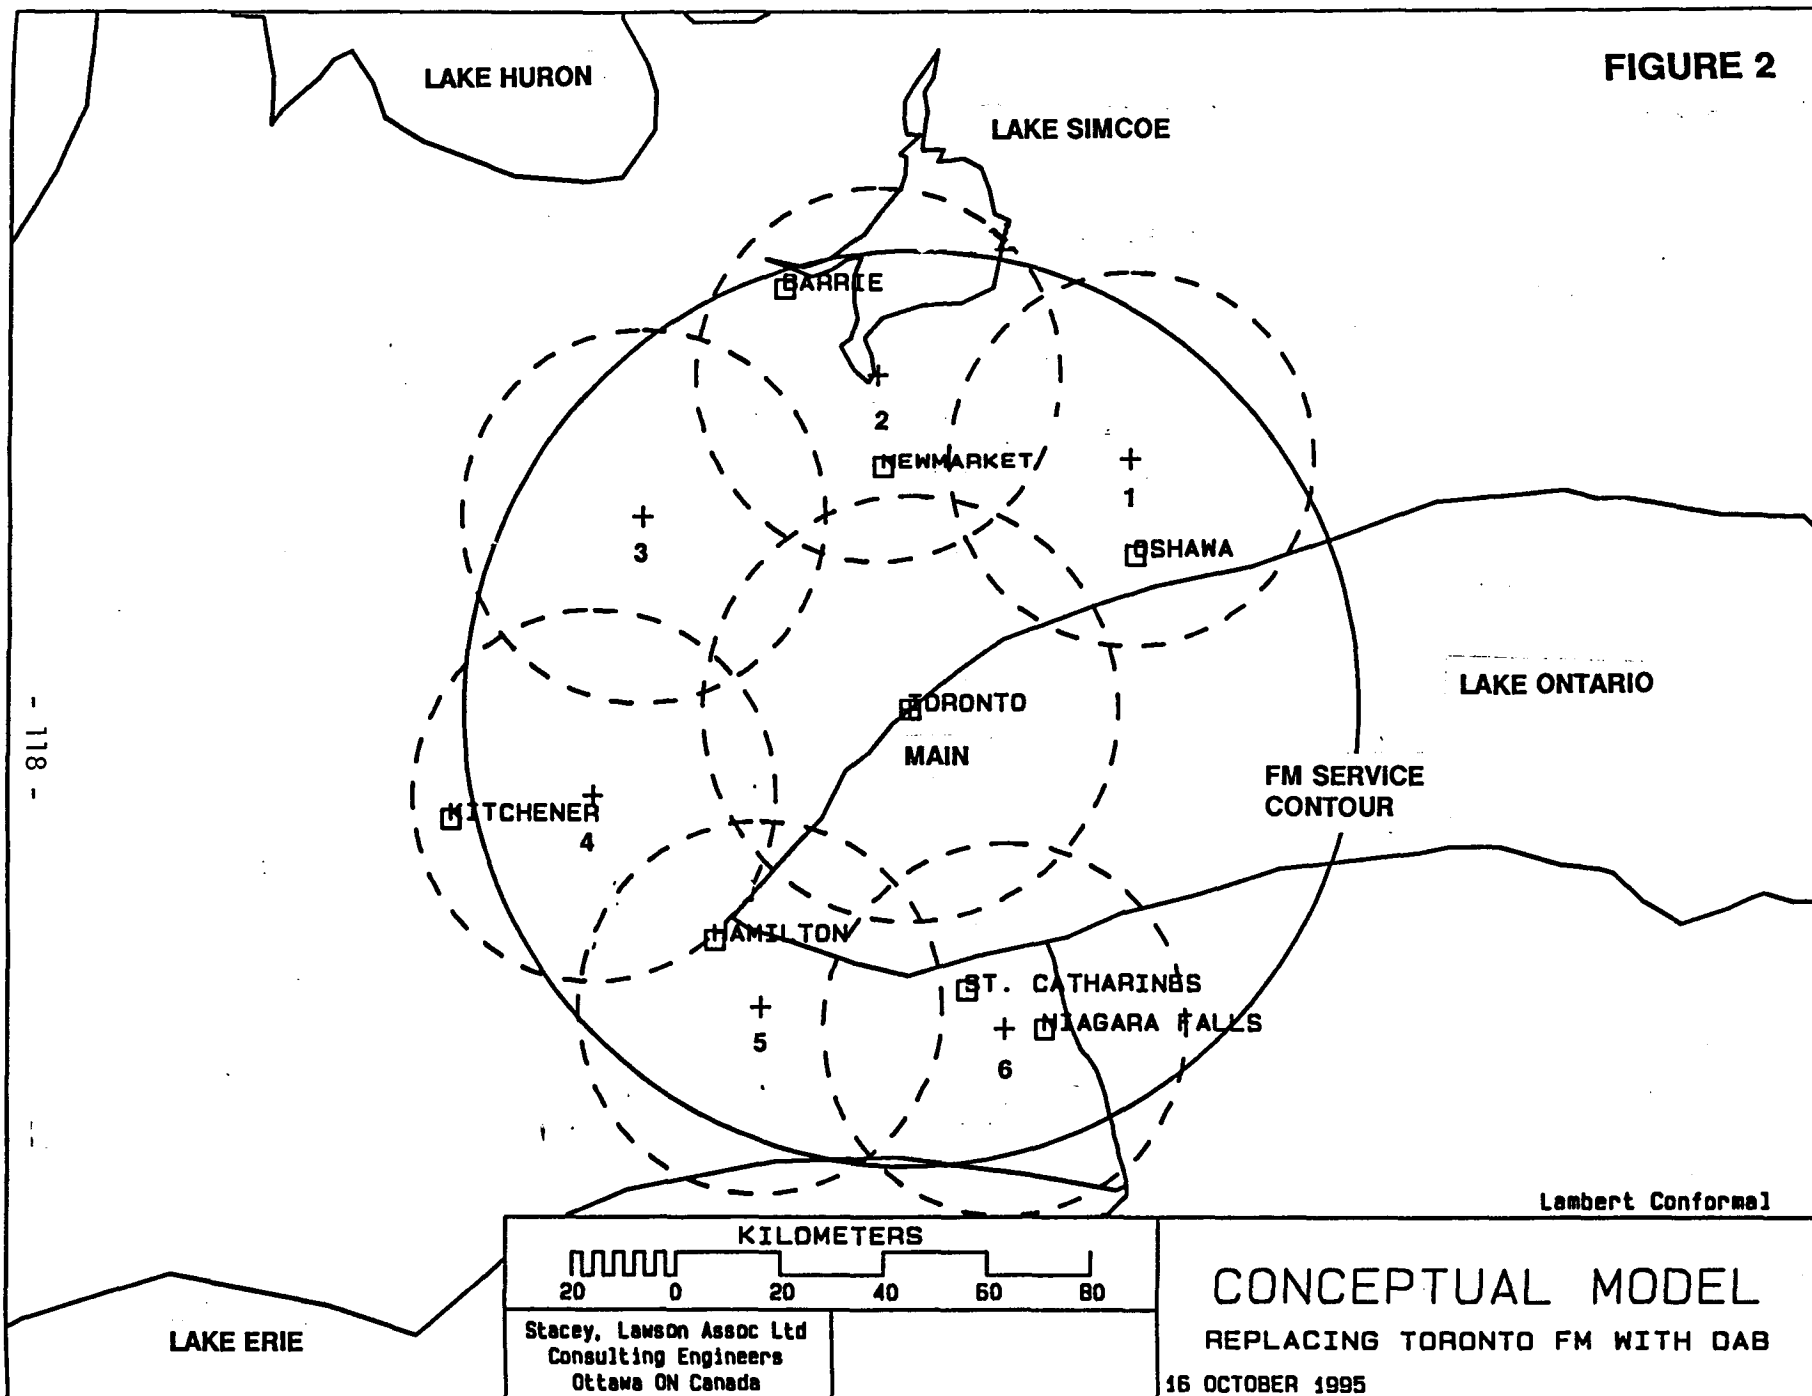 FIGURE 2
LAKE HURON
LAKE SIMCOE
BARRIE
2
NEWMARKET
1
3
OSHAWA
TORONTO
MAIN
LAKE ONTARIO
- 118 -
FM SERVICE
CONTOUR
KITCHENER
4
HAMILTON
ST. CATHARINES
NIAGARA FALLS
5
6
Lambert Conformal
KILOMETERS
20 0 20 40 60 80
Stacey, Lawson Assoc Ltd
Consulting Engineers
Ottawa ON Canada
LAKE ERIE
CONCEPTUAL MODEL
REPLACING TORONTO FM WITH DAB
16 OCTOBER 1995